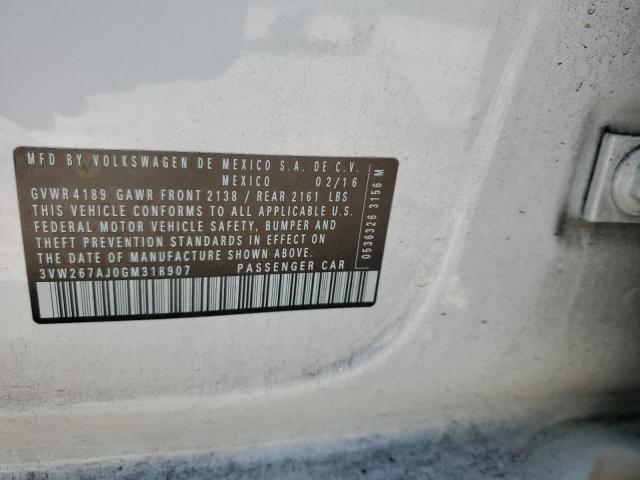 MFD BY VOLKSWAGEN DE MEXICO S.A. DE C.V.
MEXICO 02/16
GVWR 4189 GAWR FRONT 2138 / REAR 2161 LBS
THIS VEHICLE CONFORMS TO ALL APPLICABLE U.S.
FEDERAL MOTOR VEHICLE SAFETY, BUMPER AND
THEFT PREVENTION STANDARDS IN EFFECT ON
THE DATE OF MANUFACTURE SHOWN ABOVE.
3VW267AJ0GM318907 PASSENGER CAR
0536326 3156 M